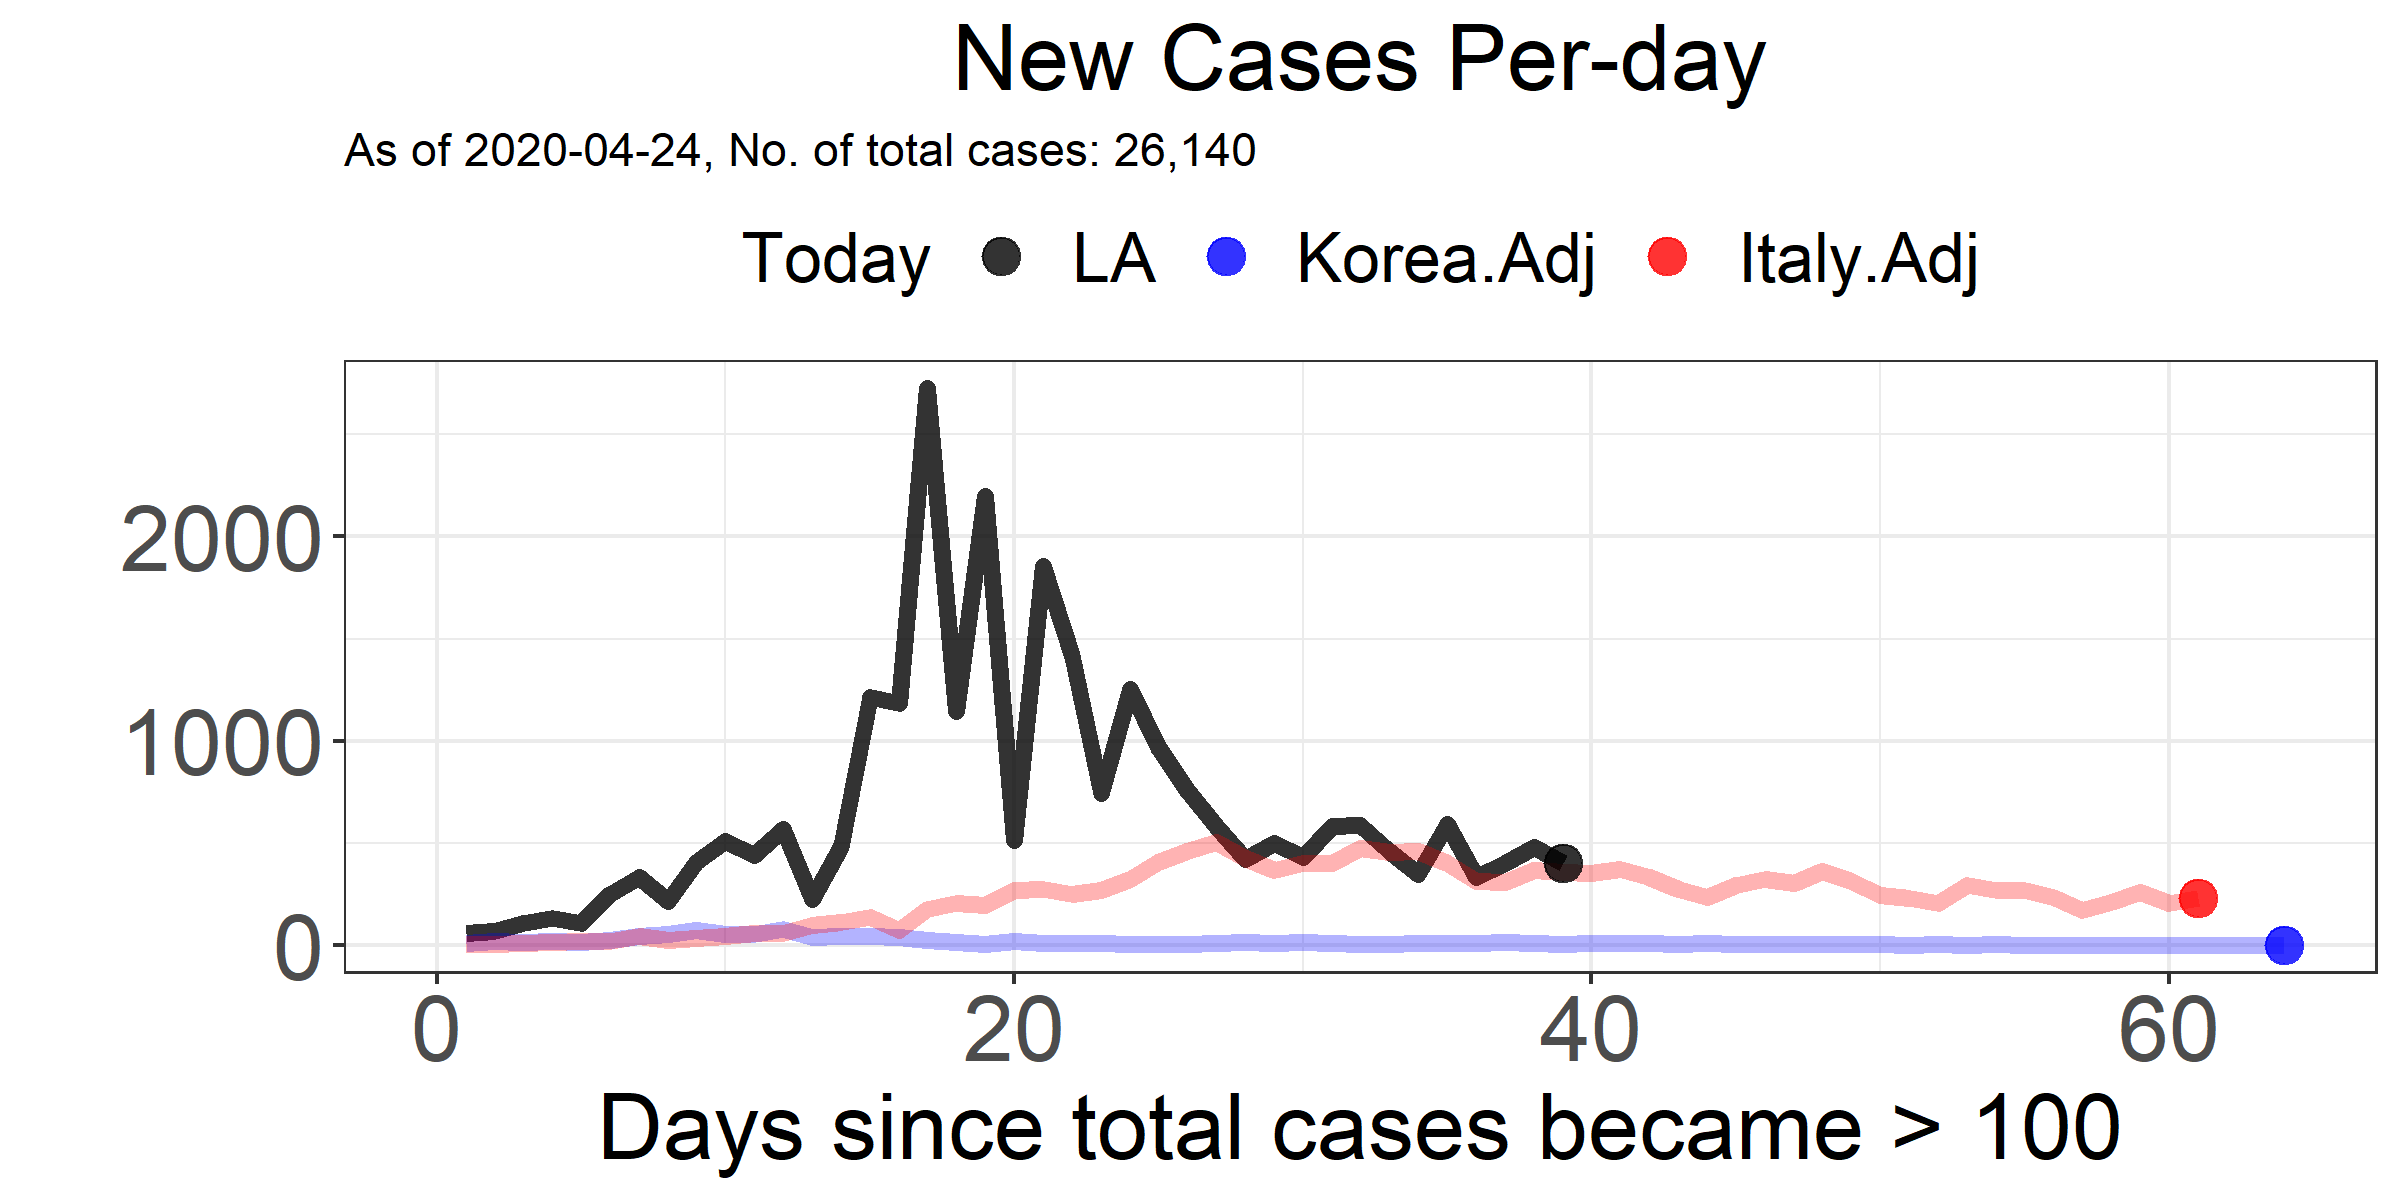 New Cases Per-day
As of 2020-04-24, No. of total cases: 26,140
Today LA Korea.Adj Italy.Adj
2000
1000
0
0 20 40 60
Days since total cases became > 100